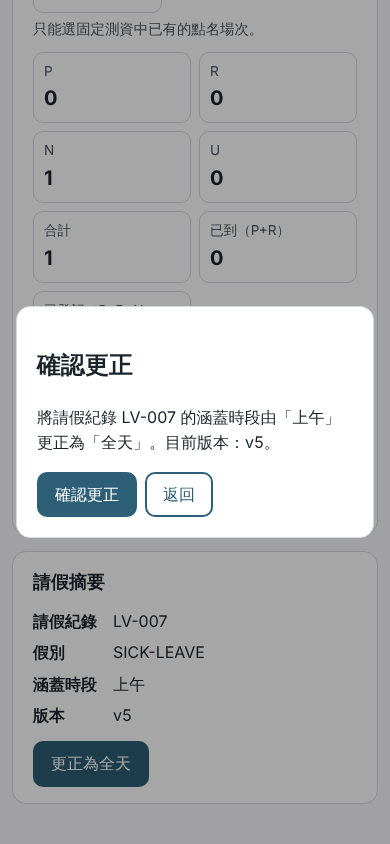 只能選固定測資中已有的點名場次。
P
R
0
0
N
U
1
0
合計
已到（P+R）
1
0
確認更正
將請假紀錄 LV-007 的涵蓋時段由「上午」
更正為「全天」。目前版本：v5。
確認更正
返回
請假摘要
請假紀錄 LV-007
假別 SICK-LEAVE
涵蓋時段 上午
版本 v5
更正為全天